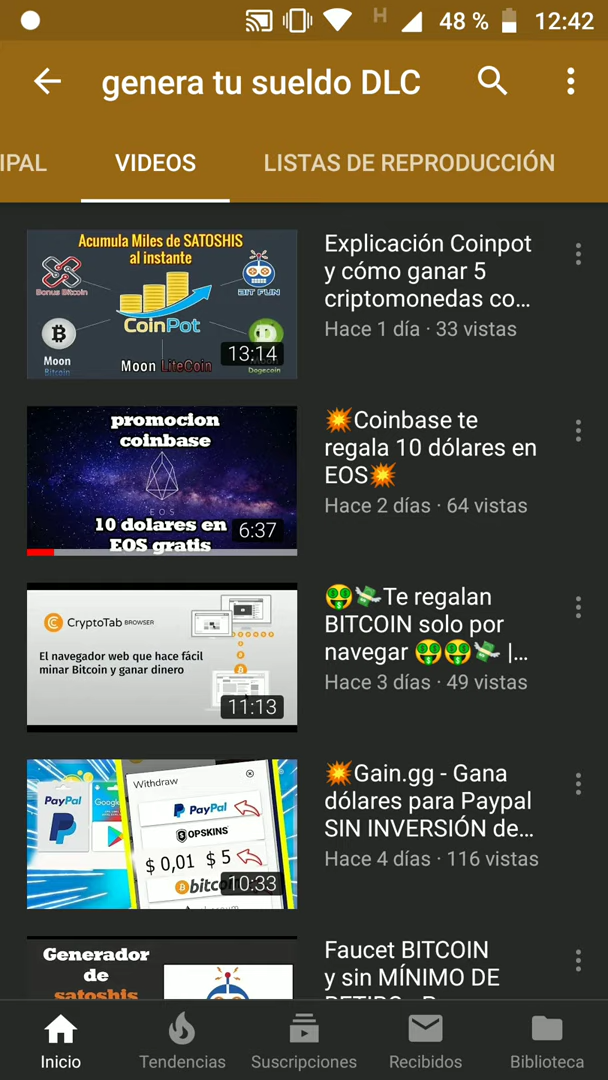 H 48 % 12:42
genera tu sueldo DLC
IPAL VIDEOS LISTAS DE REPRODUCCIÓN
Acumula Miles de SATOSHIS
al instante
Bonus Bitcoin
BIT FUN
CoinPot
Moon
Bitcoin
Moon LiteCoin
Dogecoin
13:14
Explicación Coinpot
y cómo ganar 5
criptomonedas co...
Hace 1 día · 33 vistas
promocion
coinbase
EOS
10 dolares en
EOS gratis
6:37
💥Coinbase te
regala 10 dólares en
EOS💥
Hace 2 días · 64 vistas
CryptoTab BROWSER
El navegador web que hace fácil
minar Bitcoin y ganar dinero
11:13
🤑💸Te regalan
BITCOIN solo por
navegar 🤑🤑💸 |...
Hace 3 días · 49 vistas
PayPal
Google
Withdraw
PayPal
OPSKINS
$ 0,01 $ 5
bitco
10:33
💥Gain.gg - Gana
dólares para Paypal
SIN INVERSIÓN de...
Hace 4 días · 116 vistas
Generador
de
satoshis
Faucet BITCOIN
y sin MÍNIMO DE
Inicio Tendencias Suscripciones Recibidos Biblioteca